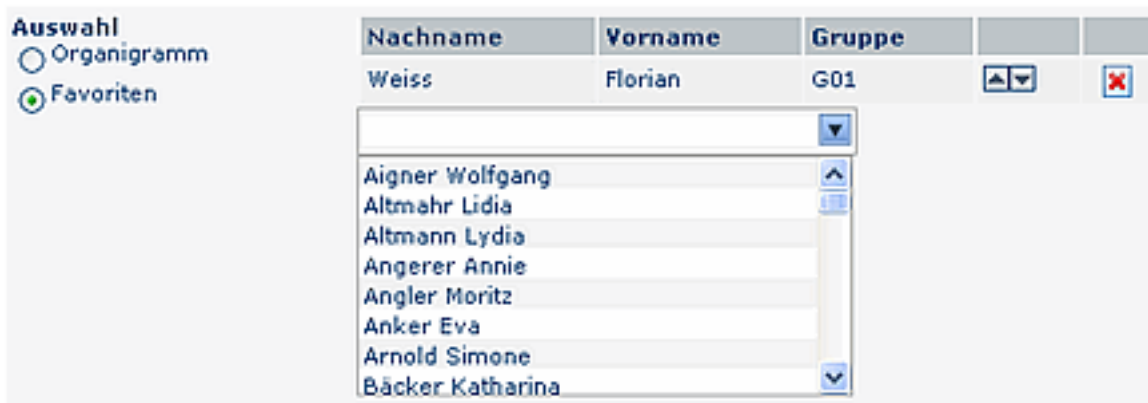 Auswahl
Organigramm
Favoriten
Nachname Vorname Gruppe
Weiss Florian G01
Aigner Wolfgang
Altmahr Lidia
Altmann Lydia
Angerer Annie
Angler Moritz
Anker Eva
Arnold Simone
Bäcker Katharina